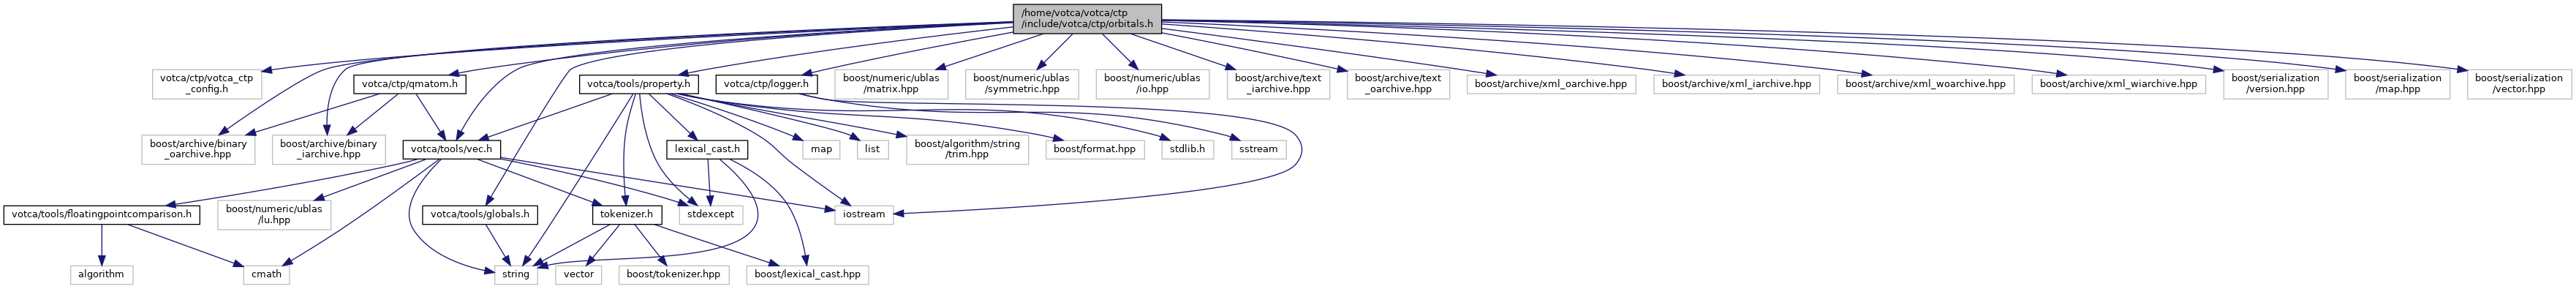 /home/votca/votca/ctp
/include/votca/ctp/orbitals.h
votca/ctp/votca_ctp
_config.h
votca/ctp/qmatom.h
votca/tools/property.h
votca/ctp/logger.h
boost/numeric/ublas
/matrix.hpp
boost/numeric/ublas
/symmetric.hpp
boost/numeric/ublas
/io.hpp
boost/archive/text
_iarchive.hpp
boost/archive/text
_oarchive.hpp
boost/archive/xml_oarchive.hpp
boost/archive/xml_iarchive.hpp
boost/archive/xml_woarchive.hpp
boost/archive/xml_wiarchive.hpp
boost/serialization
/version.hpp
boost/serialization
/map.hpp
boost/serialization
/vector.hpp
boost/archive/binary
_oarchive.hpp
boost/archive/binary
_iarchive.hpp
votca/tools/vec.h
lexical_cast.h
map
list
boost/algorithm/string
/trim.hpp
boost/format.hpp
stdlib.h
sstream
votca/tools/floatingpointcomparison.h
boost/numeric/ublas
/lu.hpp
votca/tools/globals.h
tokenizer.h
stdexcept
iostream
algorithm
cmath
string
vector
boost/tokenizer.hpp
boost/lexical_cast.hpp